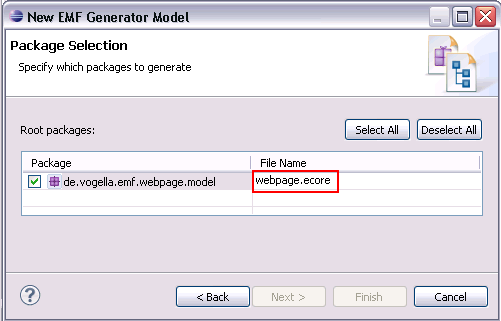 New EMF Generator Model
Package Selection
Specify which packages to generate
Root packages:
Select All
Deselect All
Package
File Name
de.vogella.emf.webpage.model
webpage.ecore
?
< Back
Next >
Finish
Cancel